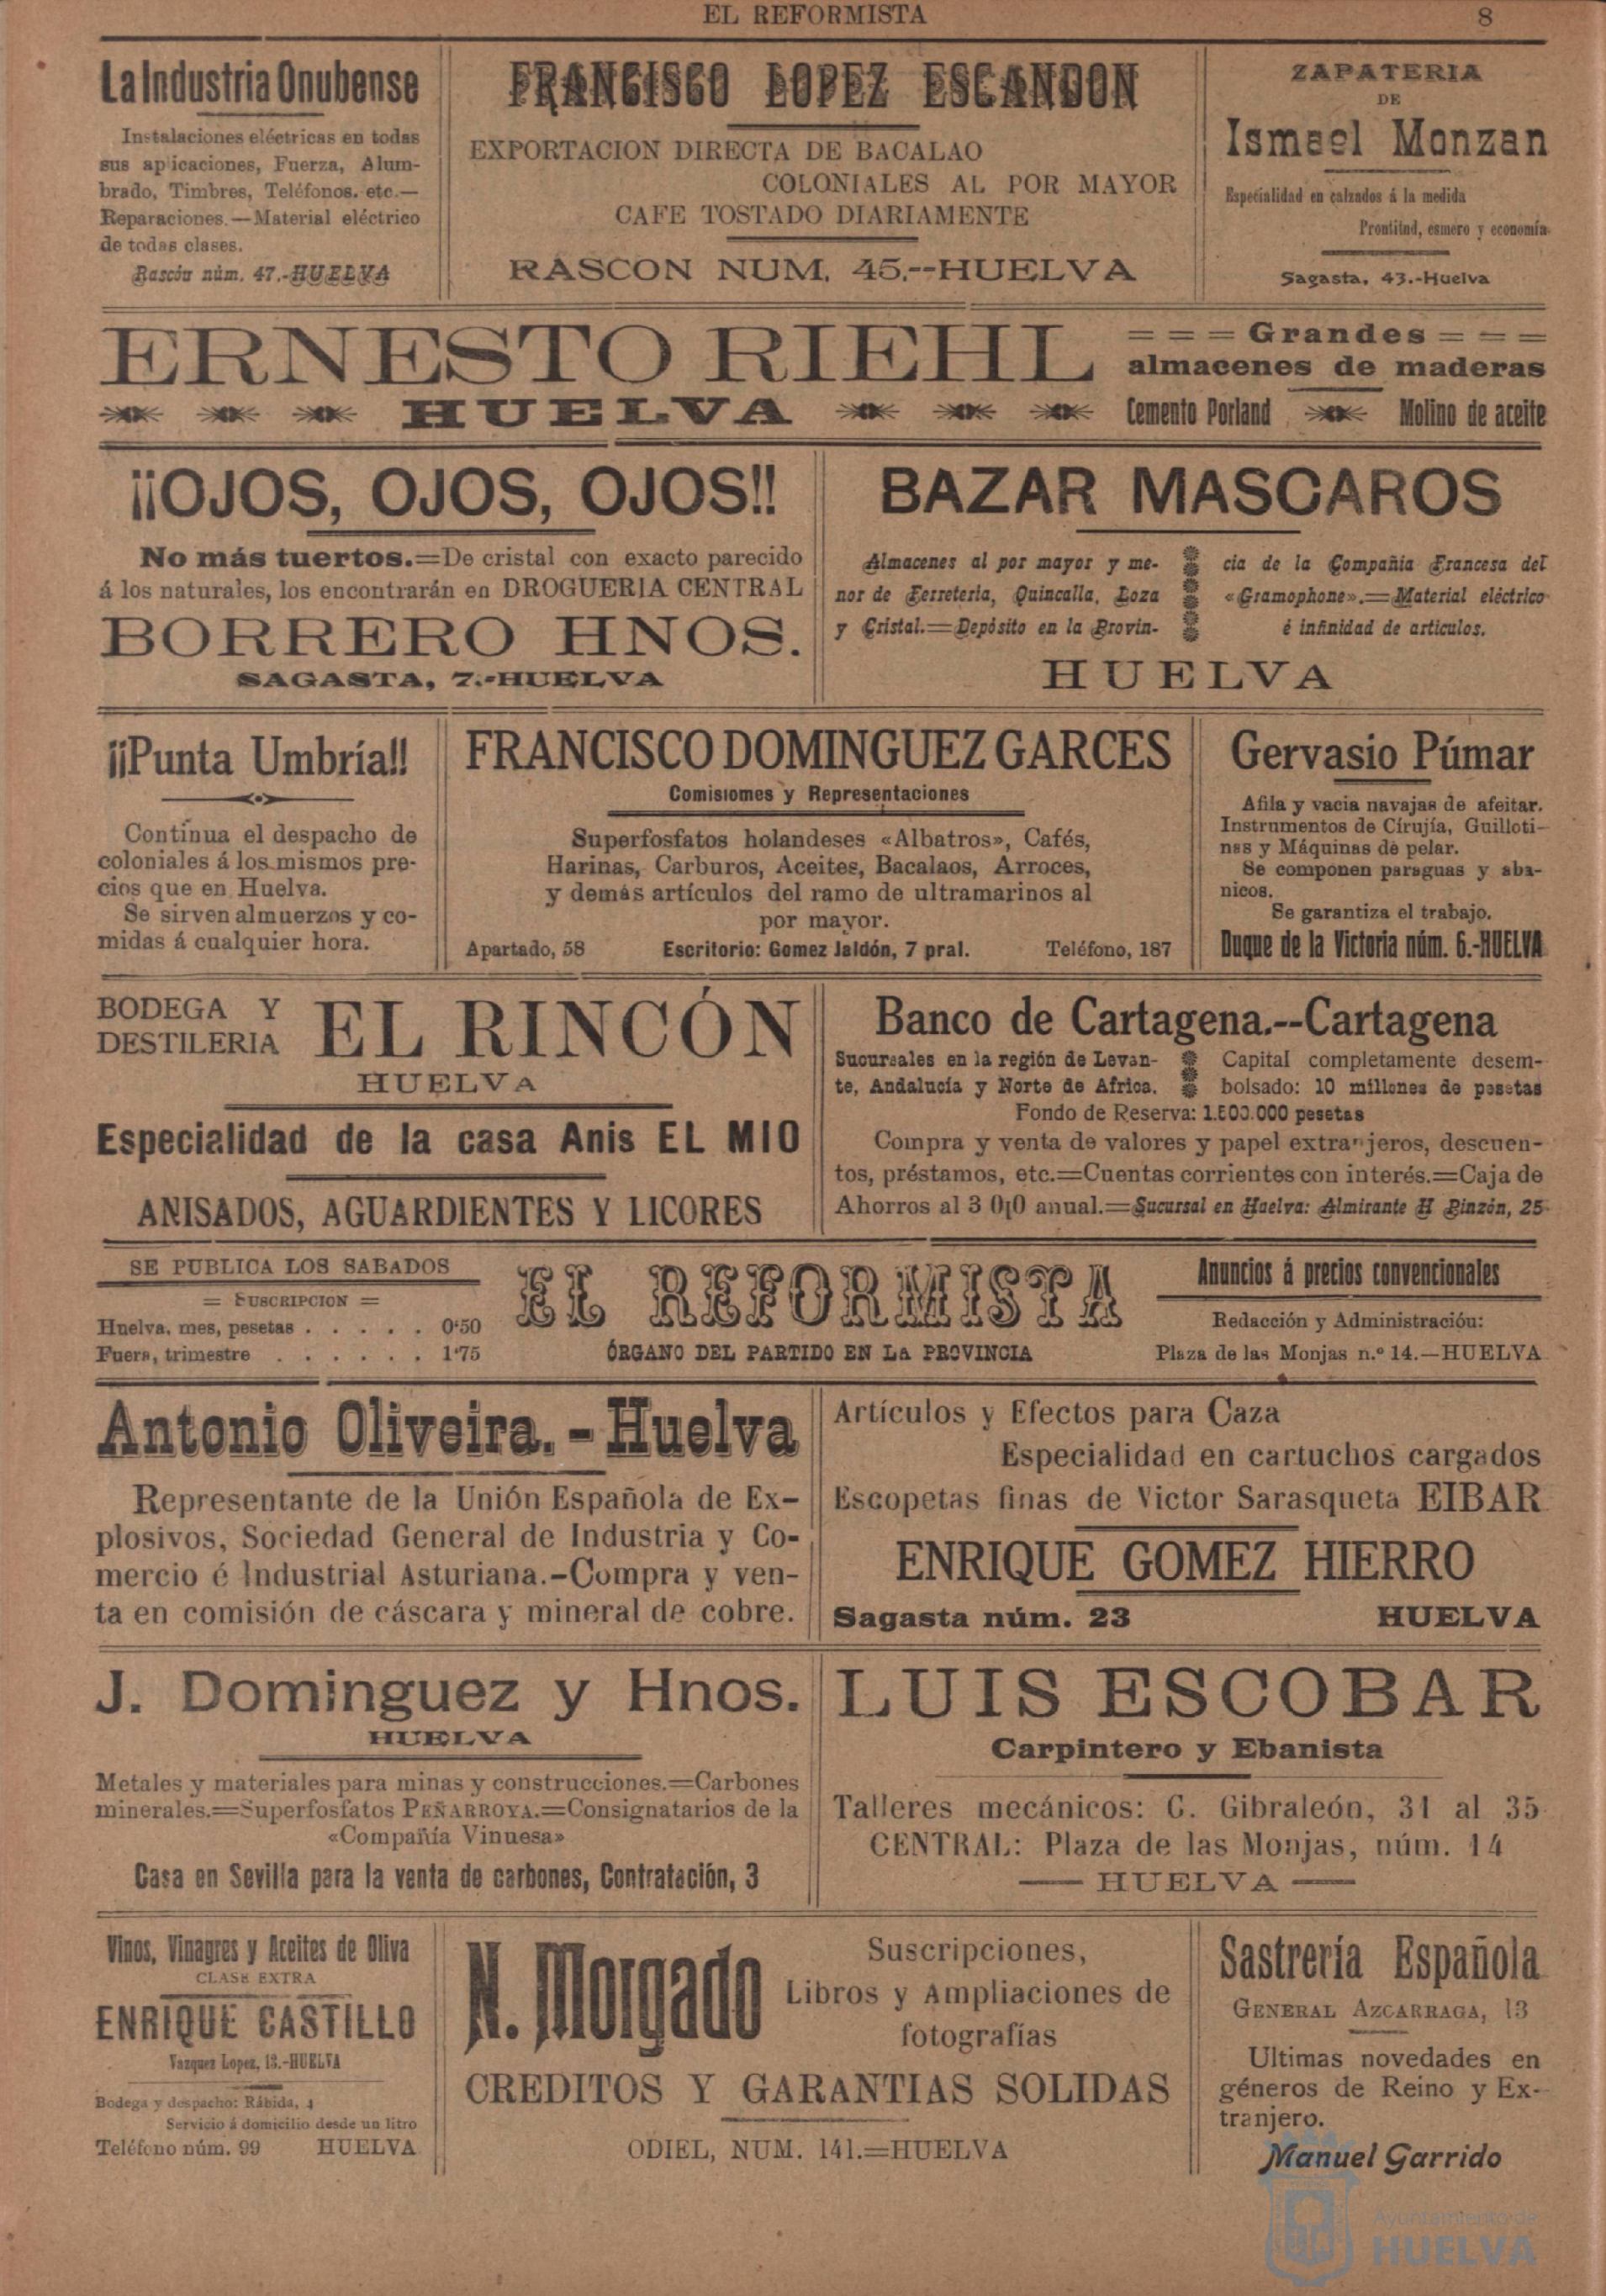 EL REFORMISTA
8
La Industria Onubense
Instalaciones eléctricas en todas
sus aplicaciones, Fuerza, Alum-
brado, Timbres, Teléfonos. etc.—
Reparaciones.—Material eléctrico
de todas clases.
Rascón núm. 47.-HUELVA
FRANCISCO LOPEZ ESCANDON
EXPORTACION DIRECTA DE BACALAO
COLONIALES AL POR MAYOR
CAFE TOSTADO DIARIAMENTE
RASCON NUM. 45.--HUELVA
ZAPATERIA
DE
Ismael Monzan
Especialidad en calzados á la medida
Prontitnd, esmero y economía
Sagasta, 43.-Huelva
ERNESTO RIEHL
HUELVA
= = = Grandes = = =
almacenes de maderas
Cemento Porland Molino de aceite
¡¡OJOS, OJOS, OJOS!!
No más tuertos.=De cristal con exacto parecido
á los naturales, los encontrarán en DROGUERIA CENTRAL
BORRERO HNOS.
SAGASTA, 7.-HUELVA
BAZAR MASCAROS
Almacenes al por mayor y me-
nor de Ferreteria, Quincalla, Loza
y Cristal.=Depósito en la Provin-
cia de la Compañia Francesa del
«Gramophone».=Material eléctrico
é infinidad de articulos.
HUELVA
¡¡Punta Umbría!!
Continua el despacho de
coloniales á los mismos pre-
cios que en Huelva.
Se sirven almuerzos y co-
midas á cualquier hora.
FRANCISCO DOMINGUEZ GARCES
Comisiomes y Representaciones
Superfosfatos holandeses «Albatros», Cafés,
Harinas, Carburos, Aceites, Bacalaos, Arroces,
y demás artículos del ramo de ultramarinos al
por mayor.
Apartado, 58 Escritorio: Gomez Jaldón, 7 pral. Teléfono, 187
Gervasio Púmar
Afila y vacia navajas de afeitar.
Instrumentos de Cirujía, Guilloti-
nas y Máquinas de pelar.
Se componen paraguas y aba-
nicos.
Se garantiza el trabajo.
Duque de la Victoria núm. 6.-HUELVA
BODEGA Y
DESTILERIA
EL RINCÓN
HUELVA
Especialidad de la casa Anis EL MIO
ANISADOS, AGUARDIENTES Y LICORES
Banco de Cartagena.--Cartagena
Sucursales en la región de Levan-
te, Andalucía y Norte de Africa.
Capital completamente desem-
bolsado: 10 millones de pesetas
Fondo de Reserva: 1.500.000 pesetas
Compra y venta de valores y papel extranjeros, descuen-
tos, préstamos, etc.=Cuentas corrientes con interés.=Caja de
Ahorros al 3 0|0 anual.=Sucursal en Huelva: Almirante H Pinzón, 25
SE PUBLICA LOS SABADOS
= SUSCRIPCION =
Huelva, mes, pesetas . . . . . 0'50
Fuera, trimestre . . . . . . 1'75
EL REFORMISTA
ÓRGANO DEL PARTIDO EN LA PROVINCIA
Anuncios á precios convencionales
Redacción y Administración:
Plaza de las Monjas n.º 14.—HUELVA
Antonio Oliveira.-Huelva
Representante de la Unión Española de Ex-
plosivos, Sociedad General de Industria y Co-
mercio é Industrial Asturiana.-Compra y ven-
ta en comisión de cáscara y mineral de cobre.
Artículos y Efectos para Caza
Especialidad en cartuchos cargados
Escopetas finas de Victor Sarasqueta EIBAR
ENRIQUE GOMEZ HIERRO
Sagasta núm. 23 HUELVA
J. Dominguez y Hnos.
HUELVA
Metales y materiales para minas y construcciones.=Carbones
minerales.=Superfosfatos PEÑARROYA.=Consignatarios de la
«Compañía Vinuesa»
Casa en Sevilla para la venta de carbones, Contratación, 3
LUIS ESCOBAR
Carpintero y Ebanista
Talleres mecánicos: C. Gibraleón, 31 al 35
CENTRAL: Plaza de las Monjas, núm. 14
— HUELVA —
Vinos, Vinagres y Aceites de Oliva
CLASE EXTRA
ENRIQUE CASTILLO
Vazquez Lopez, 13.-HUELVA
Bodega y despacho: Rábida, 4
Servicio á domicilio desde un litro
Teléfono núm. 99 HUELVA
N. Morgado
Suscripciones,
Libros y Ampliaciones de
fotografías
CREDITOS Y GARANTIAS SOLIDAS
ODIEL, NUM. 141.=HUELVA
Sastrería Española
GENERAL AZCARRAGA, 13
Ultimas novedades en
géneros de Reino y Ex-
tranjero.
Manuel Garrido
Ayuntamiento de
HUELVA